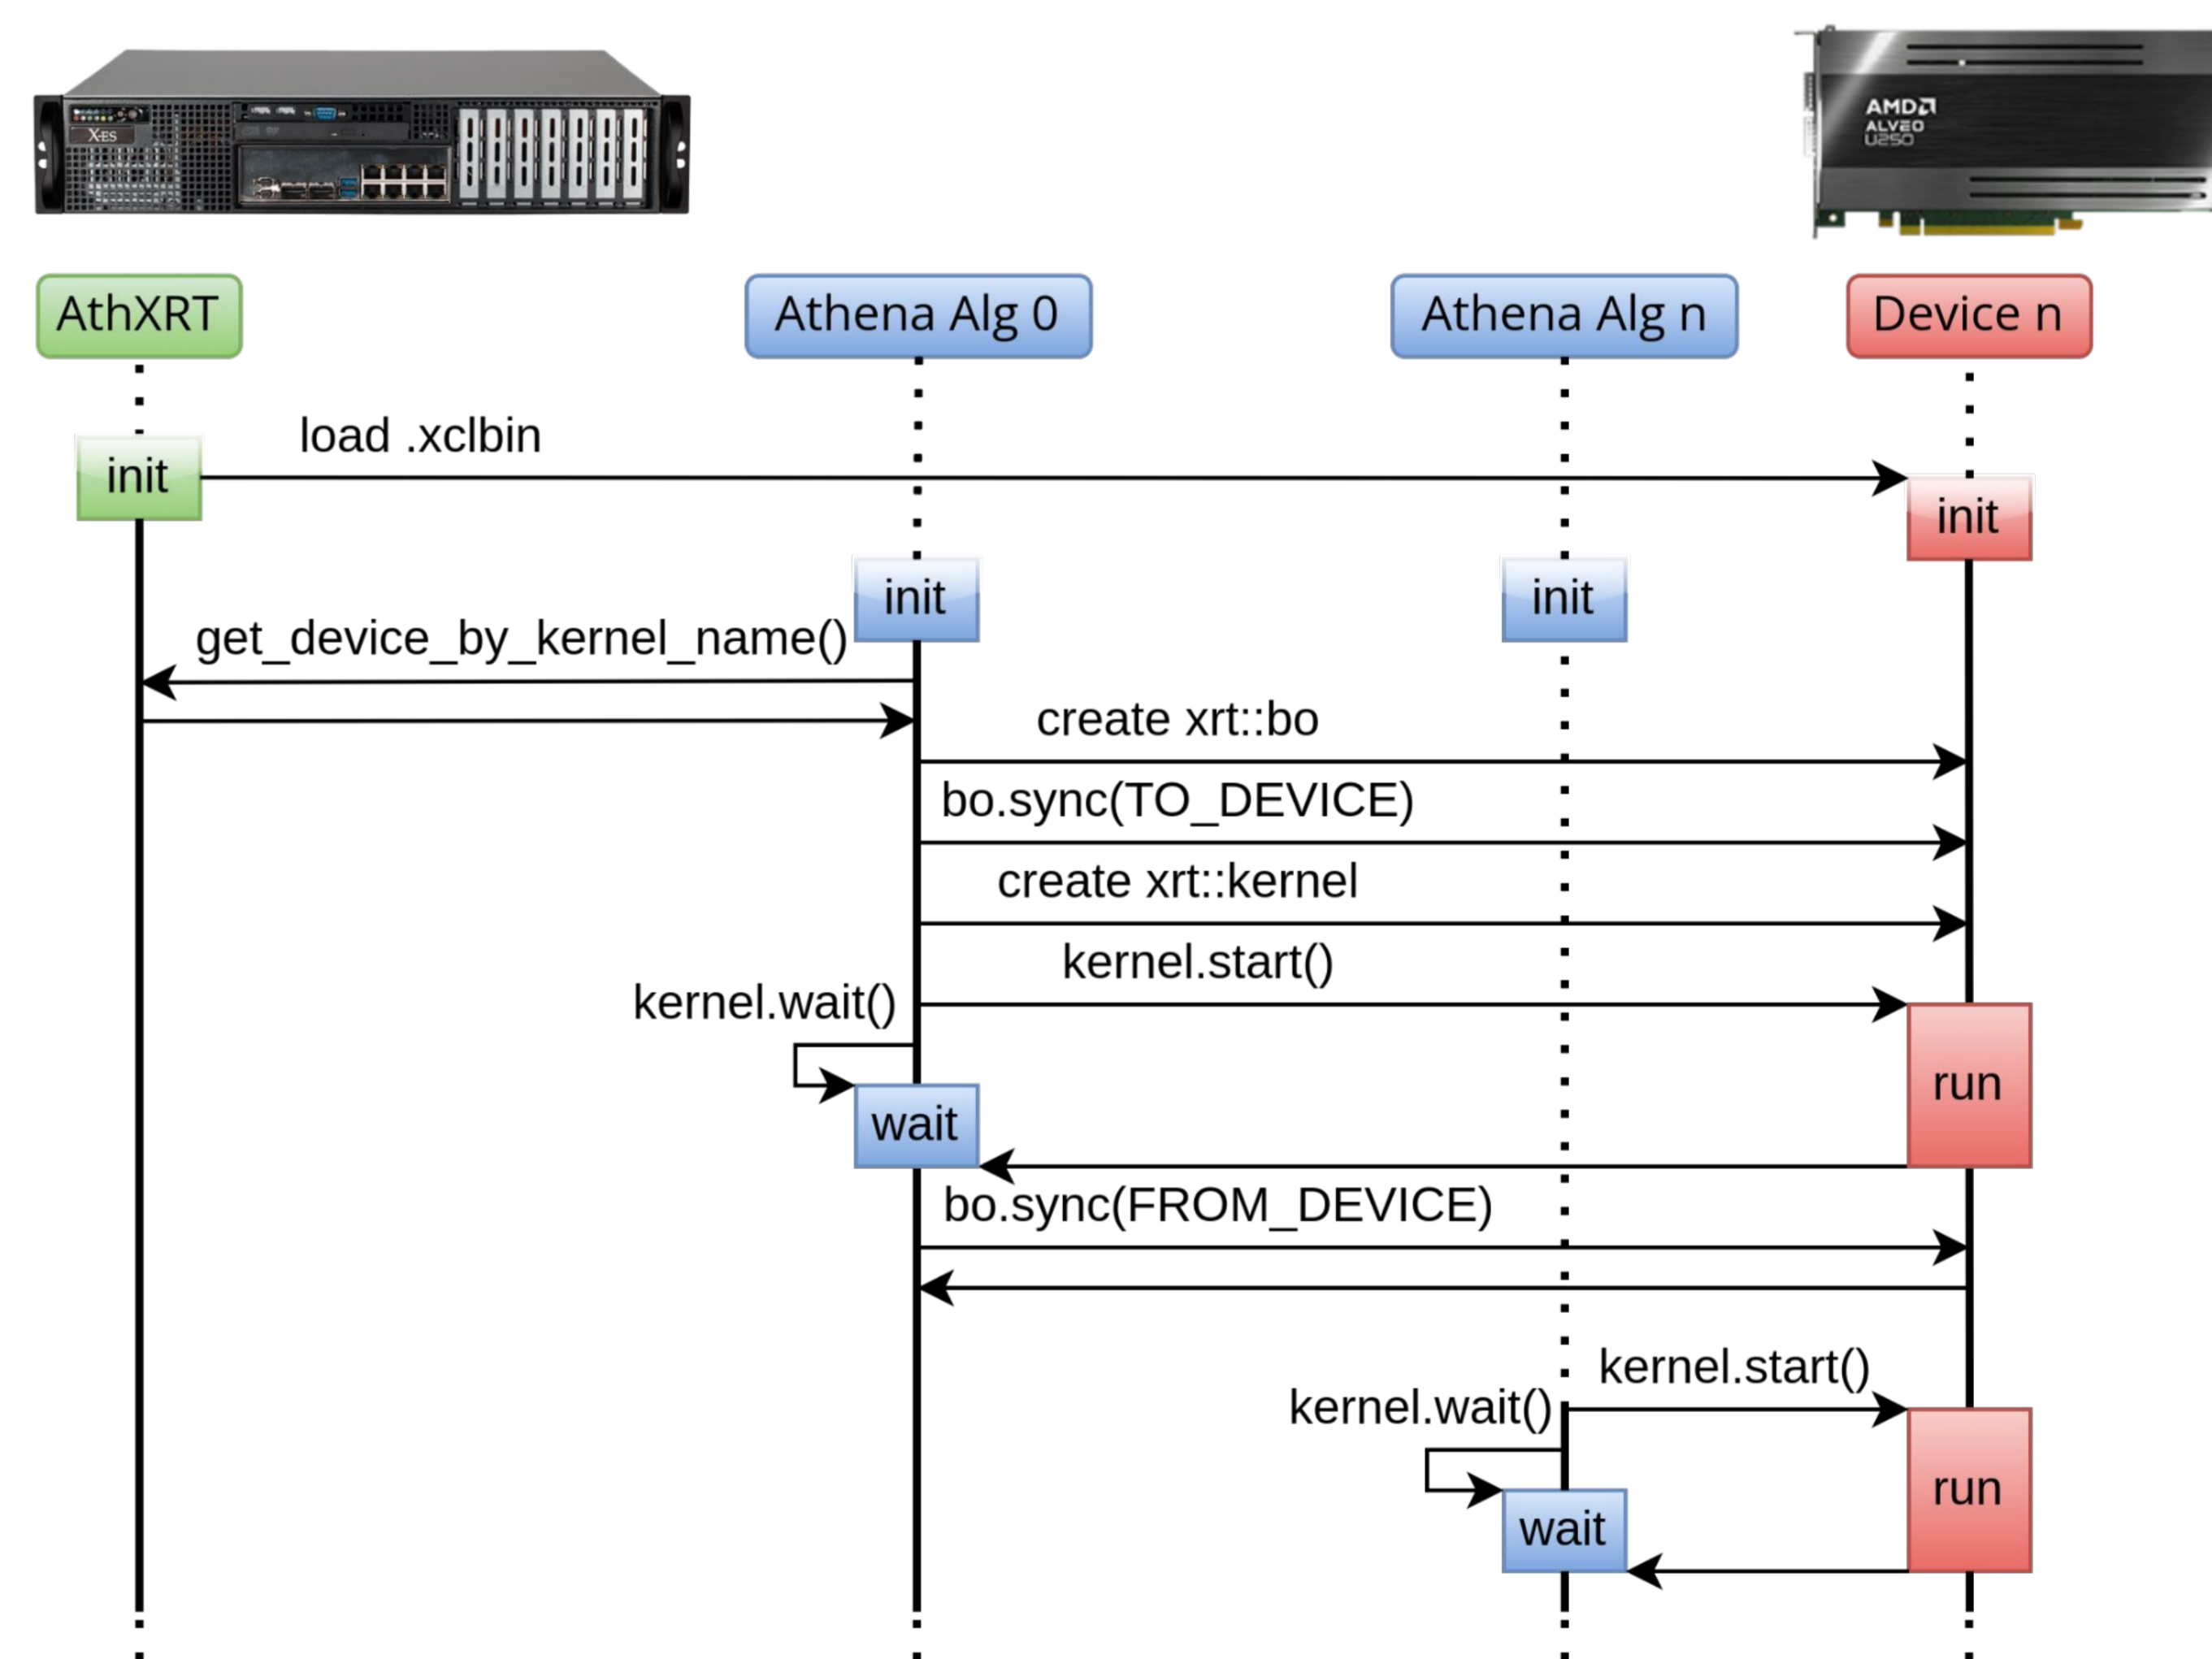 X-ES
AMD
ALVEO
U250
AthXRT
Athena Alg 0
Athena Alg n
Device n
load .xclbin
init
init
init
init
get_device_by_kernel_name()
create xrt::bo
bo.sync(TO_DEVICE)
create xrt::kernel
kernel.start()
kernel.wait()
run
wait
bo.sync(FROM_DEVICE)
kernel.start()
kernel.wait()
run
wait